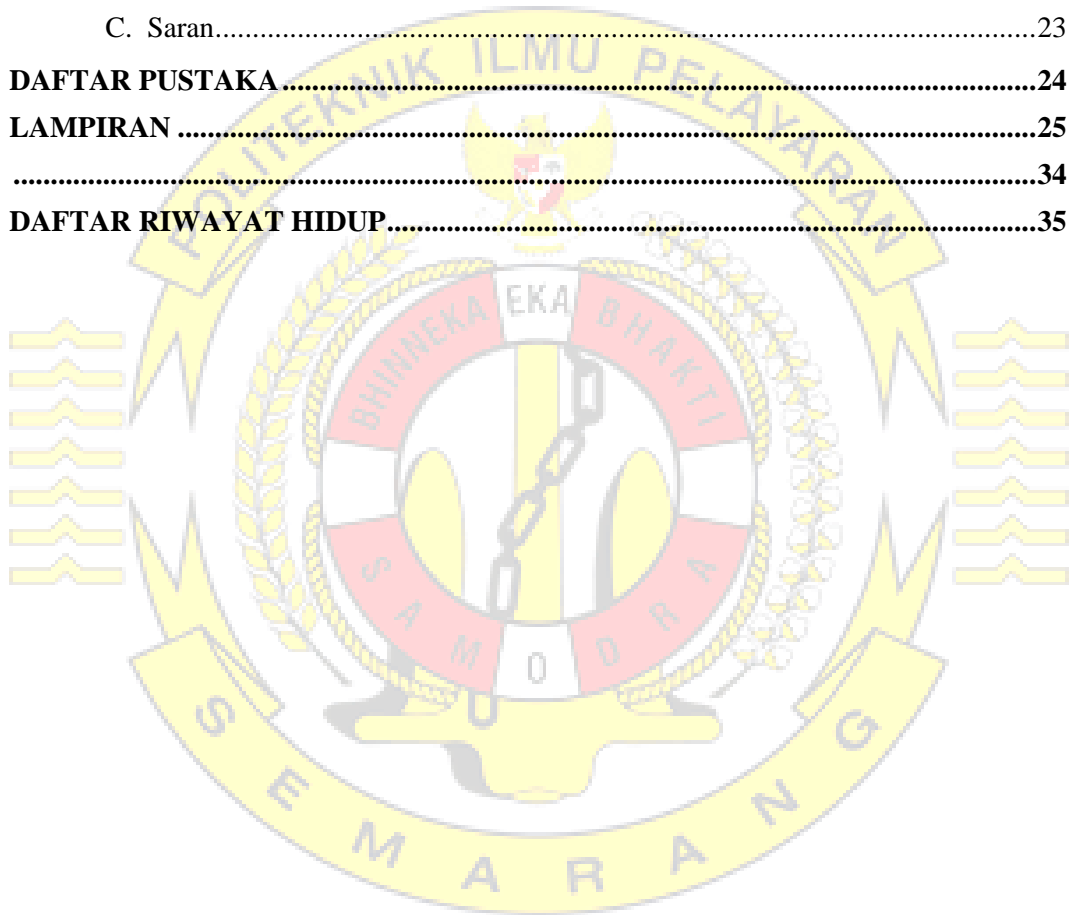 C. Saran.......................................................................................................23
DAFTAR PUSTAKA.................................................................................................24
LAMPIRAN ..............................................................................................................25
...................................................................................................................................34
DAFTAR RIWAYAT HIDUP...................................................................................35
POLITEKNIK ILMU PELAYARAN
BHINNEKA EKA BHAKTI
SAMODRA
SEMARANG